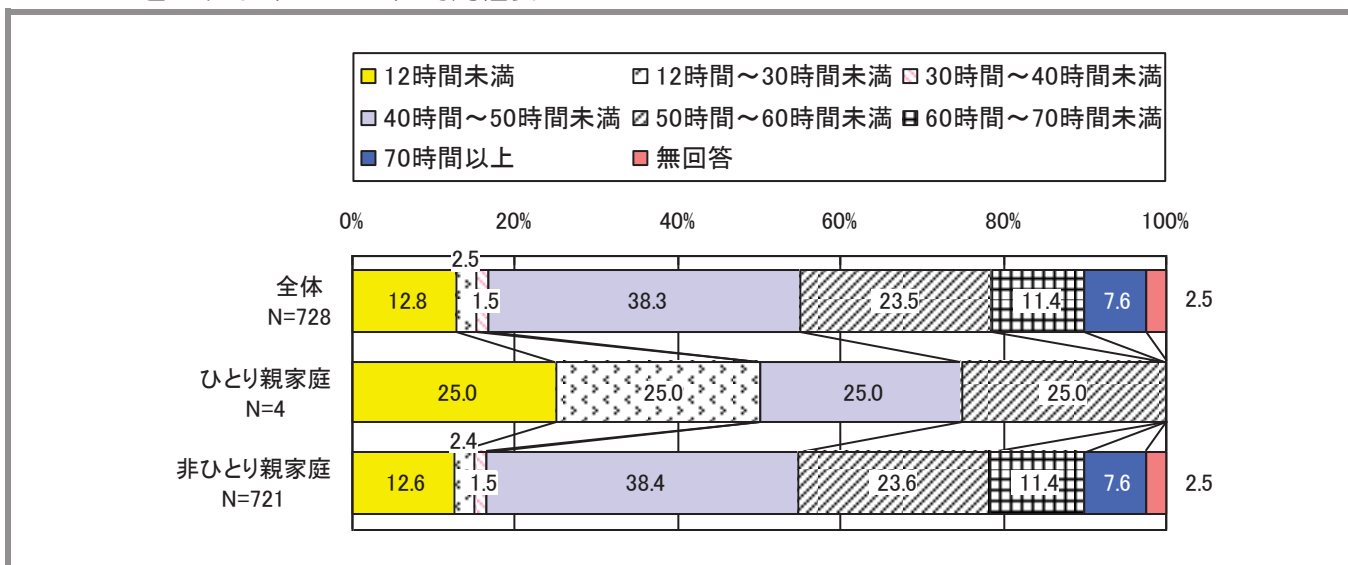 12時間未満 12時間～30時間未満 30時間～40時間未満
40時間～50時間未満 50時間～60時間未満 60時間～70時間未満
70時間以上 無回答
0% 20% 40% 60% 80% 100%
2.5
全体 12.8 1.5 38.3 23.5 11.4 7.6 2.5
N=728
ひとり親家庭 25.0 25.0 25.0 25.0
N=4
2.4
非ひとり親家庭 12.6 1.5 38.4 23.6 11.4 7.6 2.5
N=721